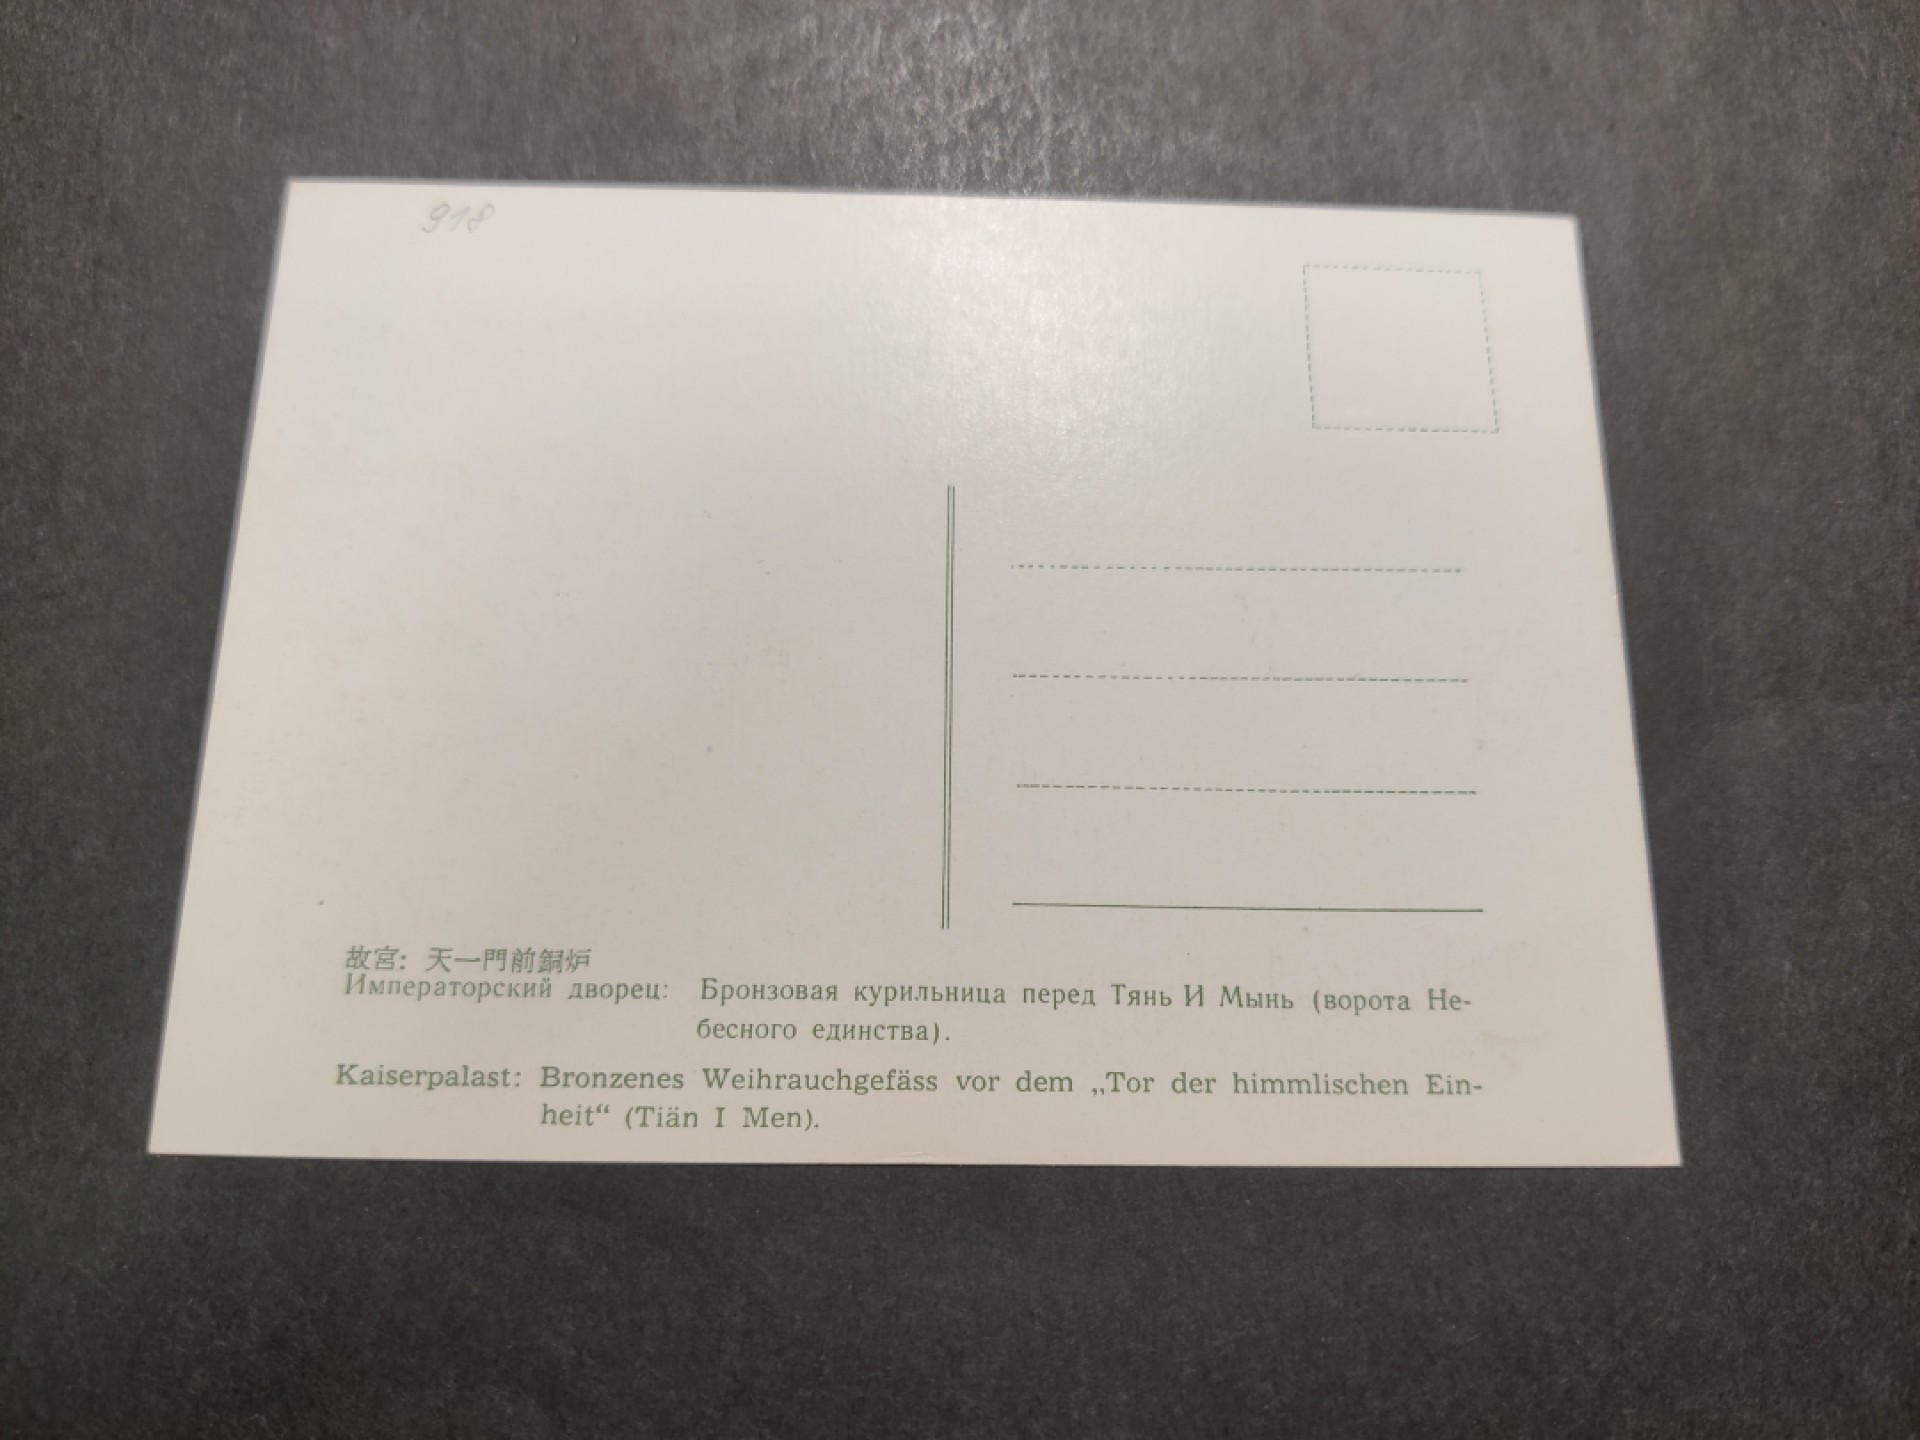 918
故宮: 天一門前銅炉
Императорский дворец: Бронзовая курильница перед Тянь И Мынь (ворота Не-
бесного единства).
Kaiserpalast: Bronzenes Weihrauchgefäss vor dem „Tor der himmlischen Ein-
heit“ (Tiän I Men).